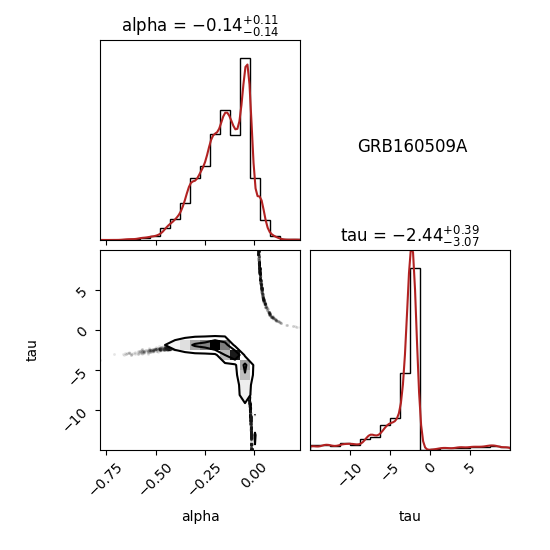 alpha = −0.14 +0.11 −0.14
GRB160509A
tau = −2.44 +0.39 −3.07
5
0
−5
−10
tau
−0.75 −0.50 −0.25 0.00
−10 −5 0 5
alpha
tau